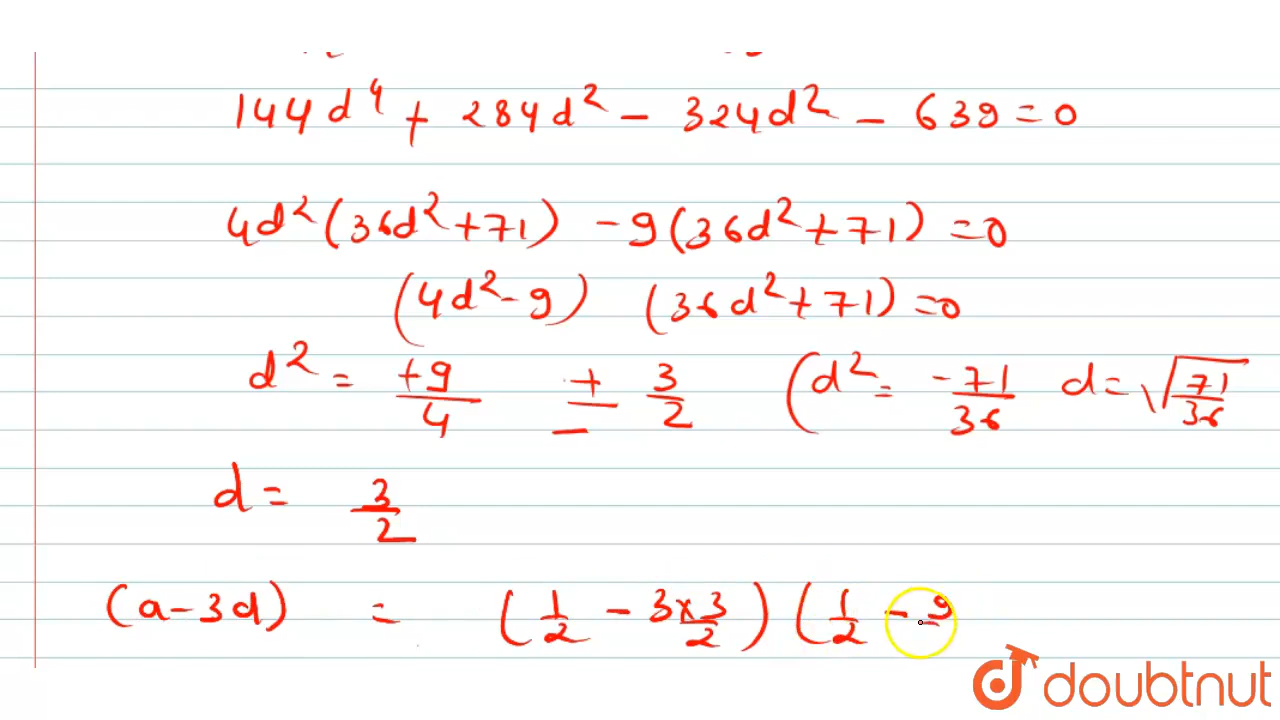 144d⁴ + 284d² - 324d² - 639 = 0
4d²(36d² + 71) - 9(36d² + 71) = 0
(4d² - 9) (36d² + 71) = 0
d² = +9/4 ± 3/2 (d² = -71/36 d = √71/36
d = 3/2
(a - 3d) = (1/2 - 3×3/2) (1/2 - 9
doubtnut